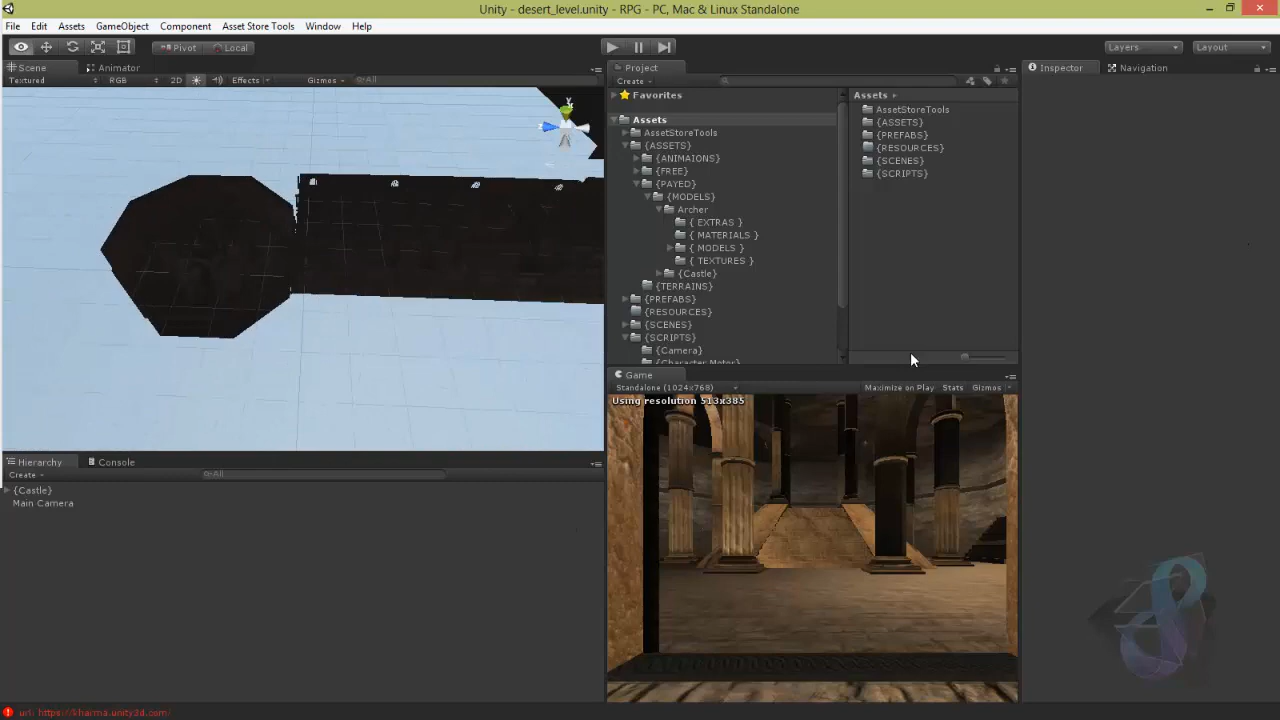 Unity - desert_level.unity - RPG - PC, Mac & Linux Standalone
File Edit Assets GameObject Component Asset Store Tools Window Help
Pivot Local Layers Layout
Scene Animator
Textured RGB 2D Effects Gizmos All
Project
Create
Favorites
Assets
AssetStoreTools
{ASSETS}
{ANIMAIONS}
{FREE}
{PAYED}
{MODELS}
Archer
{ EXTRAS }
{ MATERIALS }
{ MODELS }
{ TEXTURES }
{Castle}
{TERRAINS}
{PREFABS}
{RESOURCES}
{SCENES}
{SCRIPTS}
{Camera}
{Character Motor}
Assets
AssetStoreTools
{ASSETS}
{PREFABS}
{RESOURCES}
{SCENES}
{SCRIPTS}
Inspector Navigation
y
z
Game
Standalone (1024x768) Maximize on Play Stats Gizmos
Using resolution 513x385
Hierarchy Console
Create All
{Castle}
Main Camera
url: https://kharma.unity3d.com/